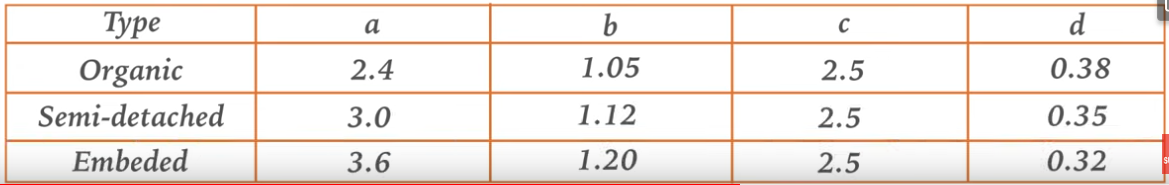 Type a b c d
Organic 2.4 1.05 2.5 0.38
Semi-detached 3.0 1.12 2.5 0.35
Embeded 3.6 1.20 2.5 0.32